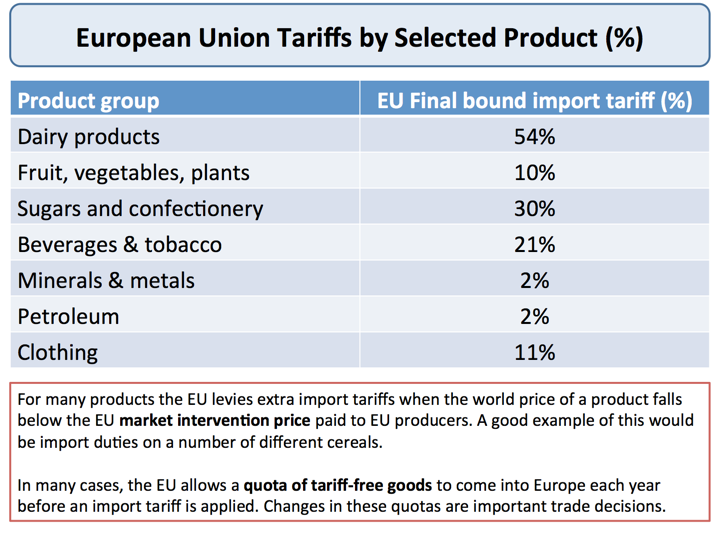 European Union Tariffs by Selected Product (%)
Product group EU Final bound import tariff (%)
Dairy products 54%
Fruit, vegetables, plants 10%
Sugars and confectionery 30%
Beverages & tobacco 21%
Minerals & metals 2%
Petroleum 2%
Clothing 11%
For many products the EU levies extra import tariffs when the world price of a product falls
below the EU market intervention price paid to EU producers. A good example of this would
be import duties on a number of different cereals.
In many cases, the EU allows a quota of tariff-free goods to come into Europe each year
before an import tariff is applied. Changes in these quotas are important trade decisions.